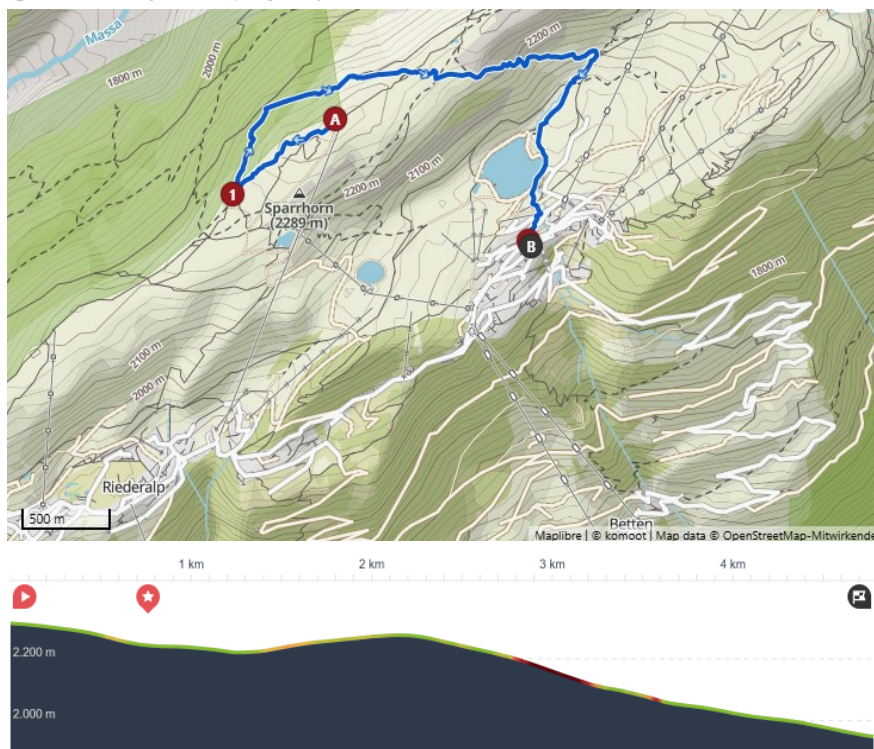 Massa
1800 m
2000 m
2200 m
A
1
Sparrhorn
(2289 m)
2200 m
2100 m
B
1800 m
2100 m
2000 m
Riederalp
500 m
Betten
Maplibre | © komoot | Map data © OpenStreetMap-Mitwirkende
1 km
2 km
3 km
4 km
2.200 m
2.000 m